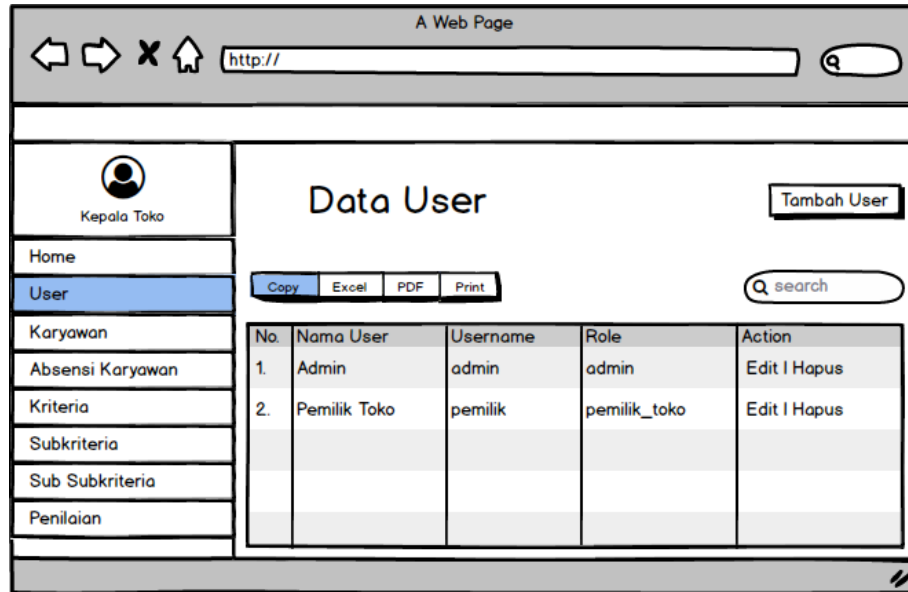 A Web Page
http://
Kepala Toko
Home
User
Karyawan
Absensi Karyawan
Kriteria
Subkriteria
Sub Subkriteria
Penilaian
Data User
Tambah User
Copy Excel PDF Print
search
No. Nama User Username Role Action
1. Admin admin admin Edit | Hapus
2. Pemilik Toko pemilik pemilik_toko Edit | Hapus